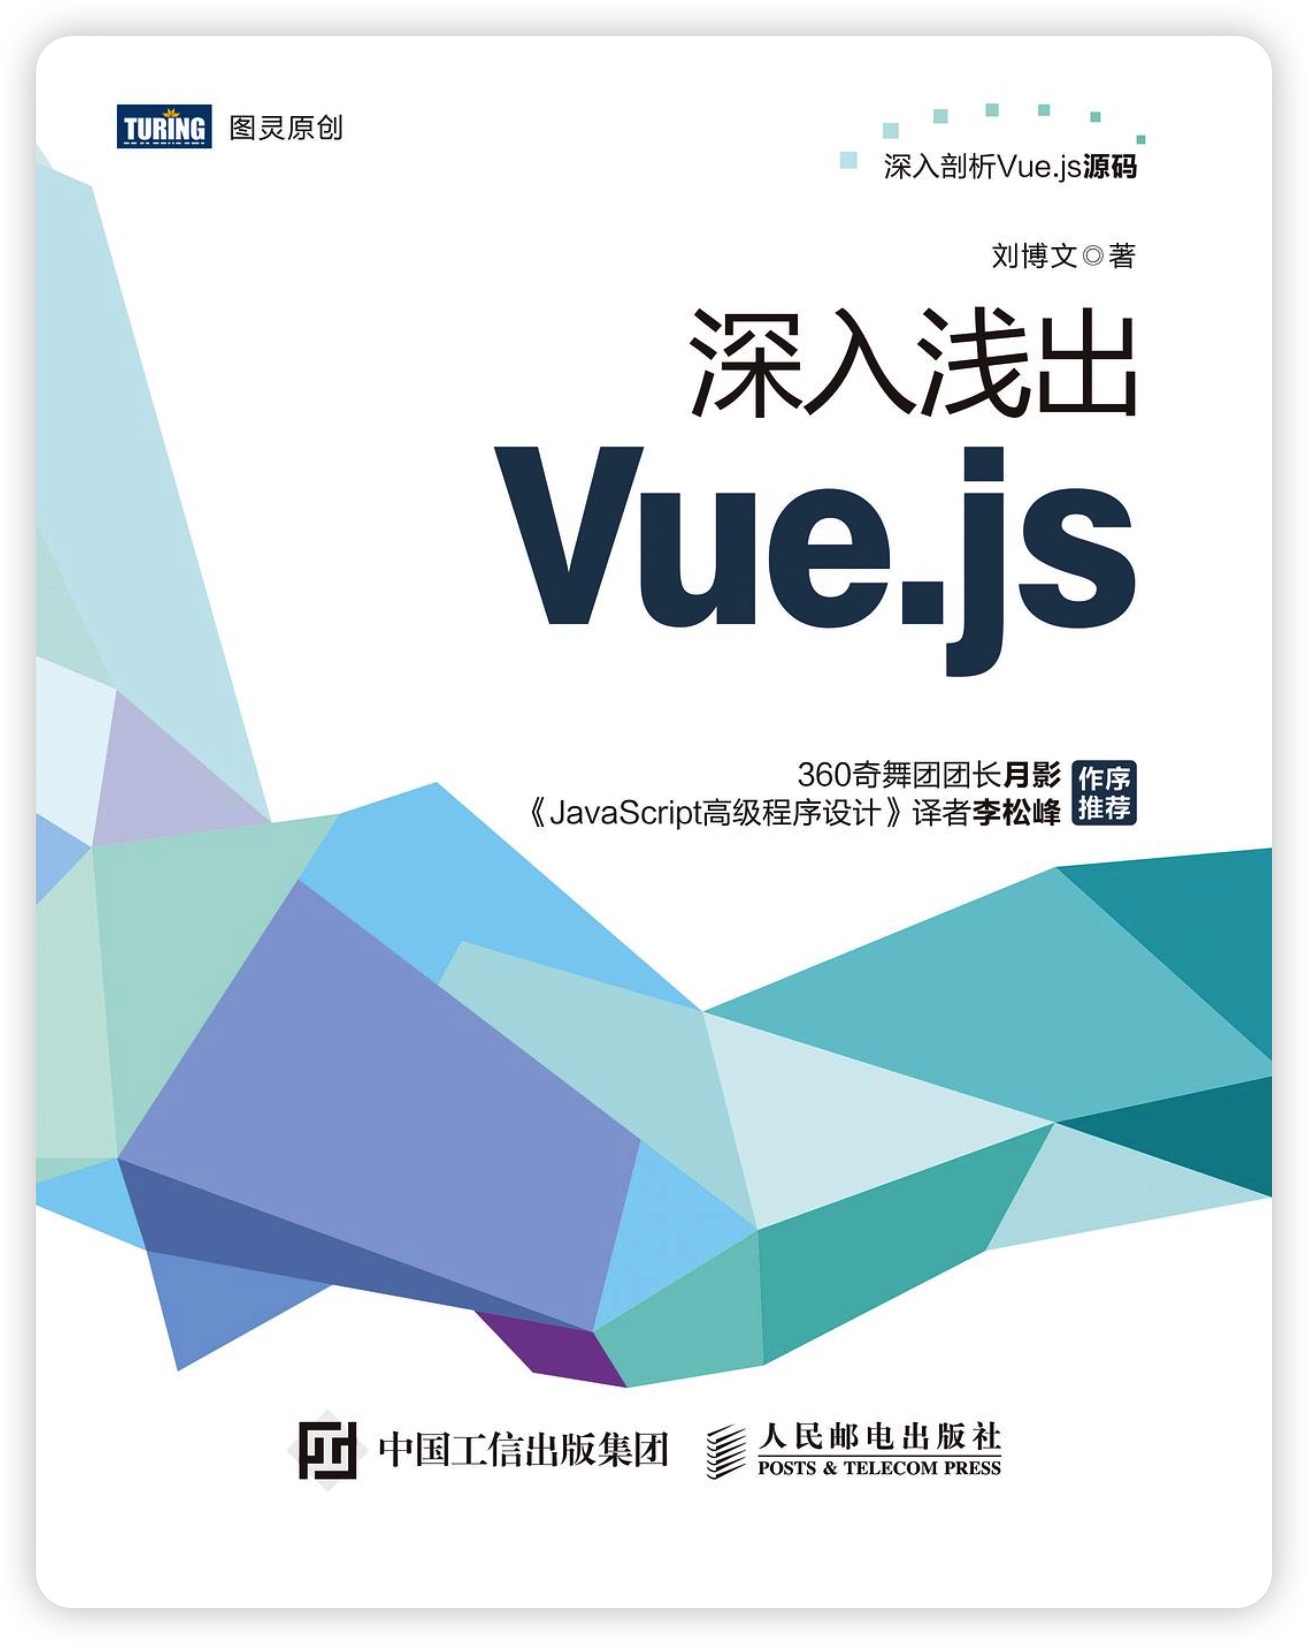 TURING 图灵原创
深入剖析Vue.js源码
刘博文◎著
深入浅出
Vue.js
360奇舞团团长月影
《JavaScript高级程序设计》译者李松峰
作序
推荐
中国工信出版集团
人民邮电出版社
POSTS & TELECOM PRESS